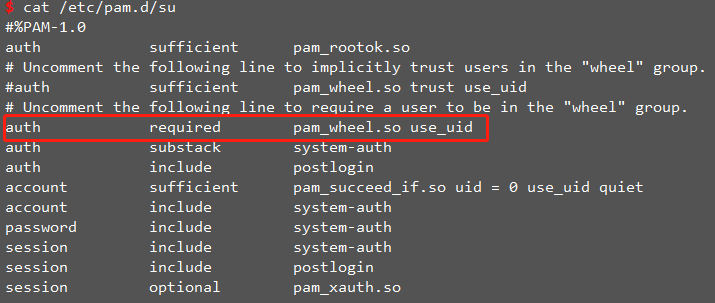 $ cat /etc/pam.d/su
#%PAM-1.0
auth sufficient pam_rootok.so
# Uncomment the following line to implicitly trust users in the "wheel" group.
#auth sufficient pam_wheel.so trust use_uid
# Uncomment the following line to require a user to be in the "wheel" group.
auth required pam_wheel.so use_uid
auth substack system-auth
auth include postlogin
account sufficient pam_succeed_if.so uid = 0 use_uid quiet
account include system-auth
password include system-auth
session include system-auth
session include postlogin
session optional pam_xauth.so